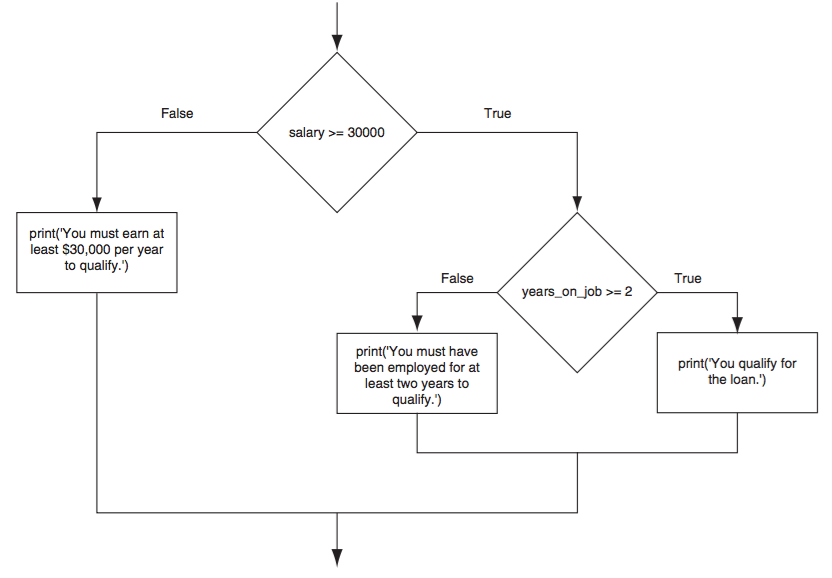 False
True
salary >= 30000
print('You must earn at
least $30,000 per year
to qualify.')
False
True
years_on_job >= 2
print('You must have
been employed for at
least two years to
qualify.')
print('You qualify for
the loan.')